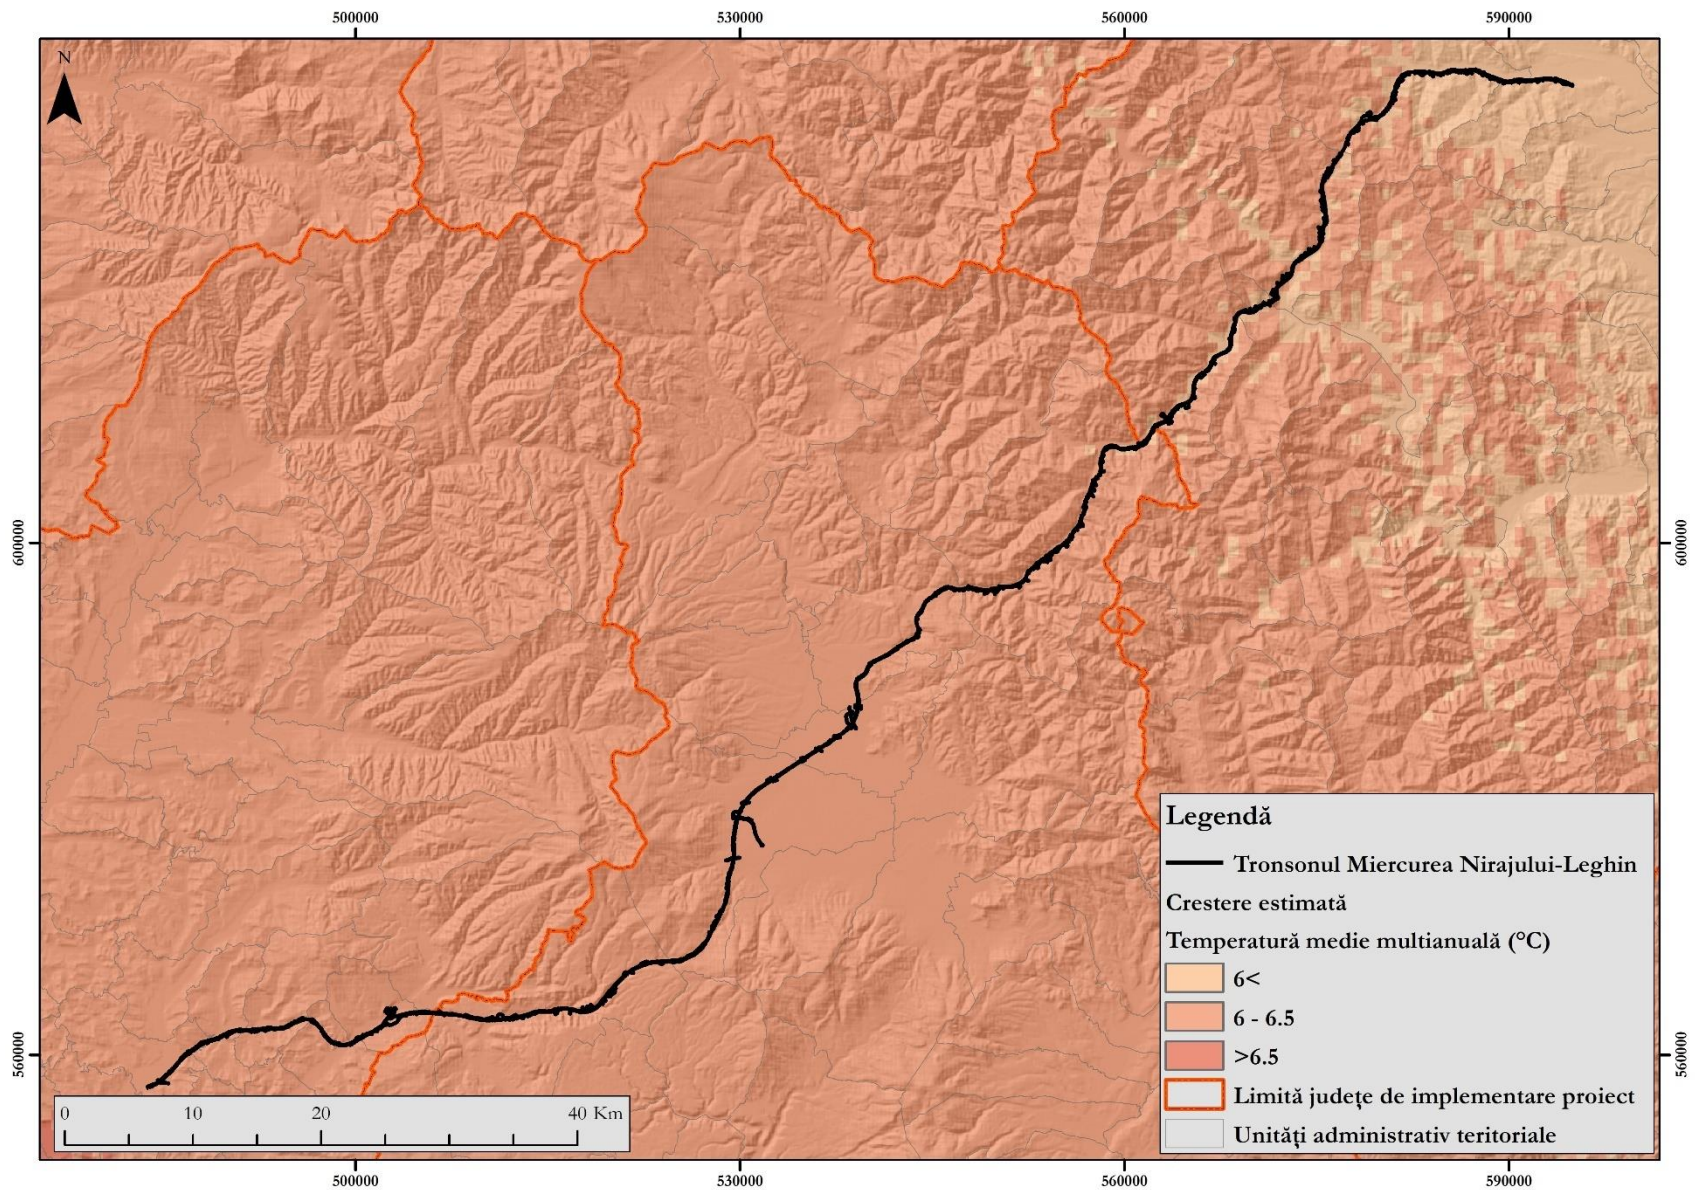 500000 530000 560000 590000
N
600000 600000
560000 560000
Legendă
Tronsonul Miercurea Nirajului-Leghin
Crestere estimată
Temperatură medie multianuală (°C)
6<
6 - 6.5
>6.5
Limită județe de implementare proiect
Unități administrativ teritoriale
0 10 20 40 Km
500000 530000 560000 590000